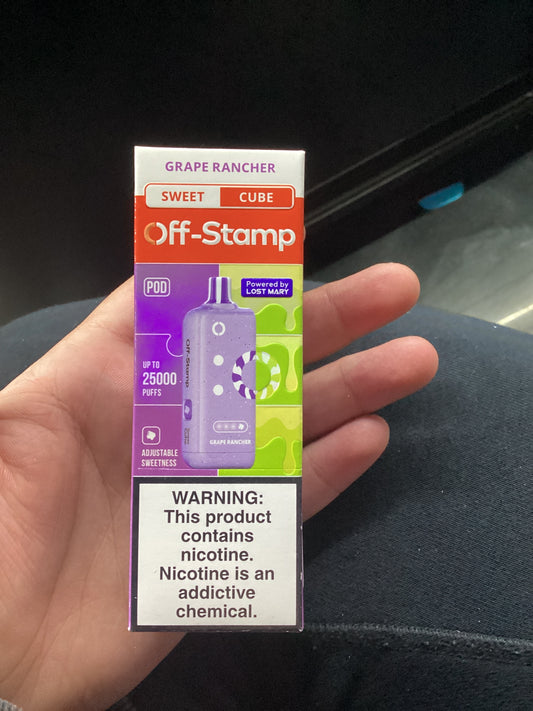 GRAPE RANCHER
SWEET CUBE
Off-Stamp
POD
Powered by
LOST MARY
Off-Stamp
UP TO
25000
PUFFS
GRAPE RANCHER
ADJUSTABLE
SWEETNESS
WARNING:
This product
contains
nicotine.
Nicotine is an
addictive
chemical.